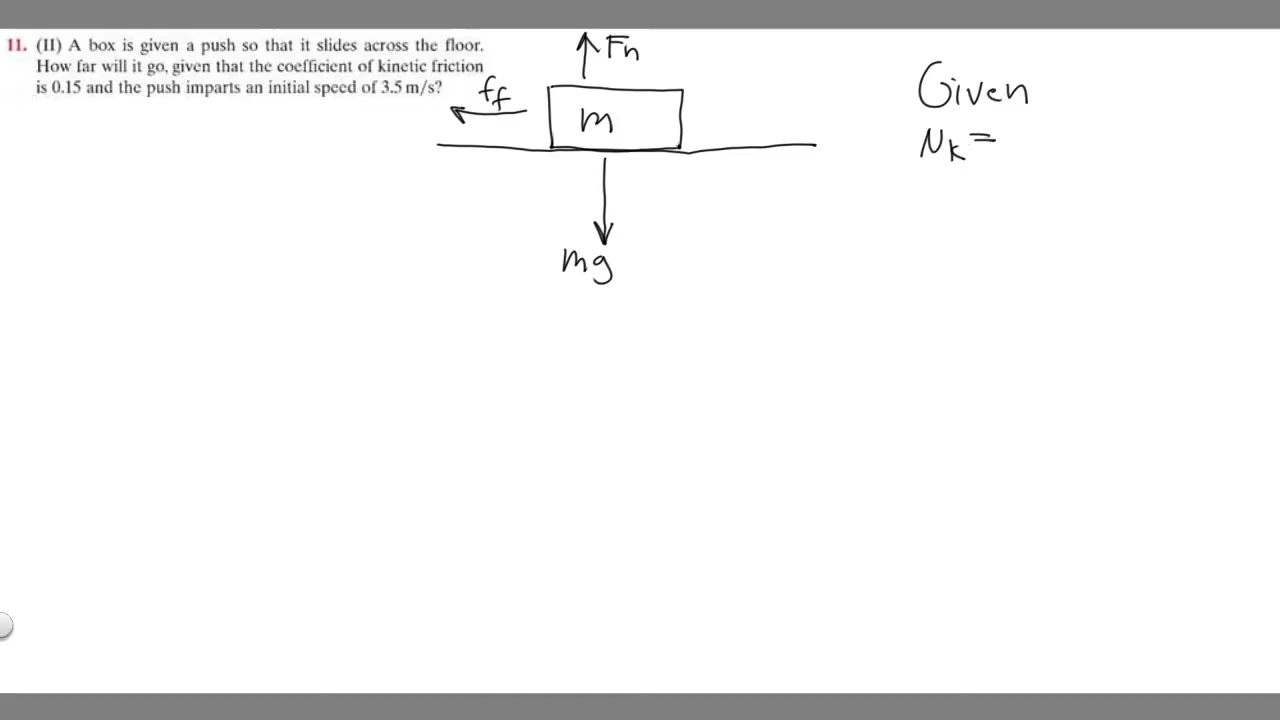 11. (II) A box is given a push so that it slides across the floor.
How far will it go, given that the coefficient of kinetic friction
is 0.15 and the push imparts an initial speed of 3.5 m/s?
Fn
ff
m
mg
Given
μk=